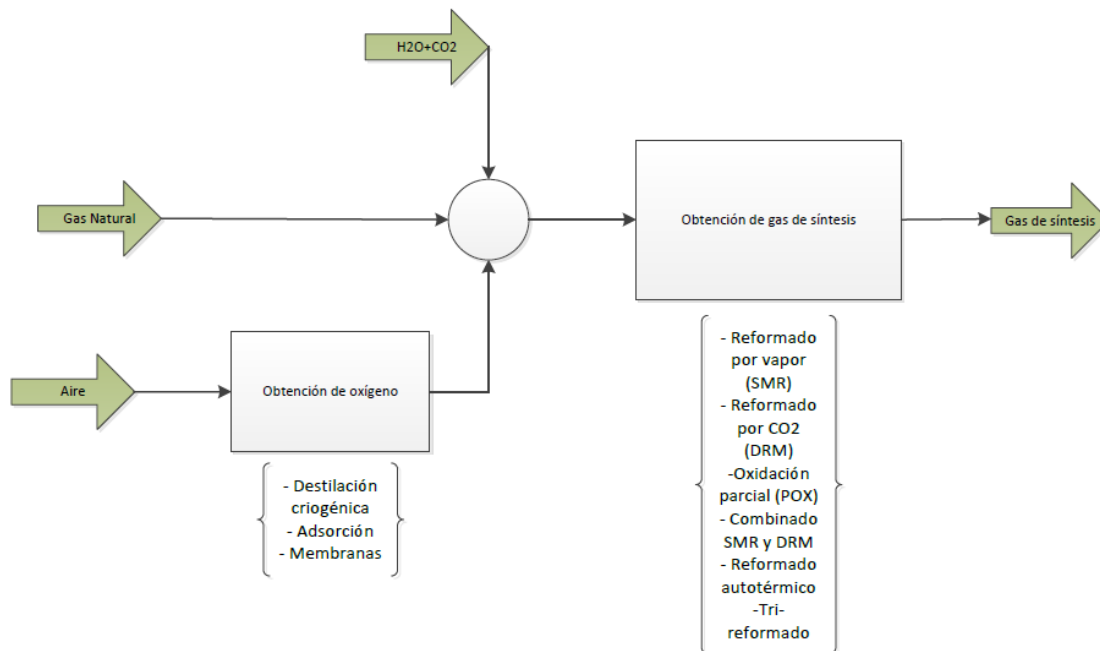 H2O+CO2
Gas Natural
Obtención de gas de síntesis
Gas de síntesis
Aire
Obtención de oxígeno
- Destilación
criogénica
- Adsorción
- Membranas
- Reformado
por vapor
(SMR)
- Reformado
por CO2
(DRM)
-Oxidación
parcial (POX)
- Combinado
SMR y DRM
- Reformado
autotérmico
-Tri-
reformado